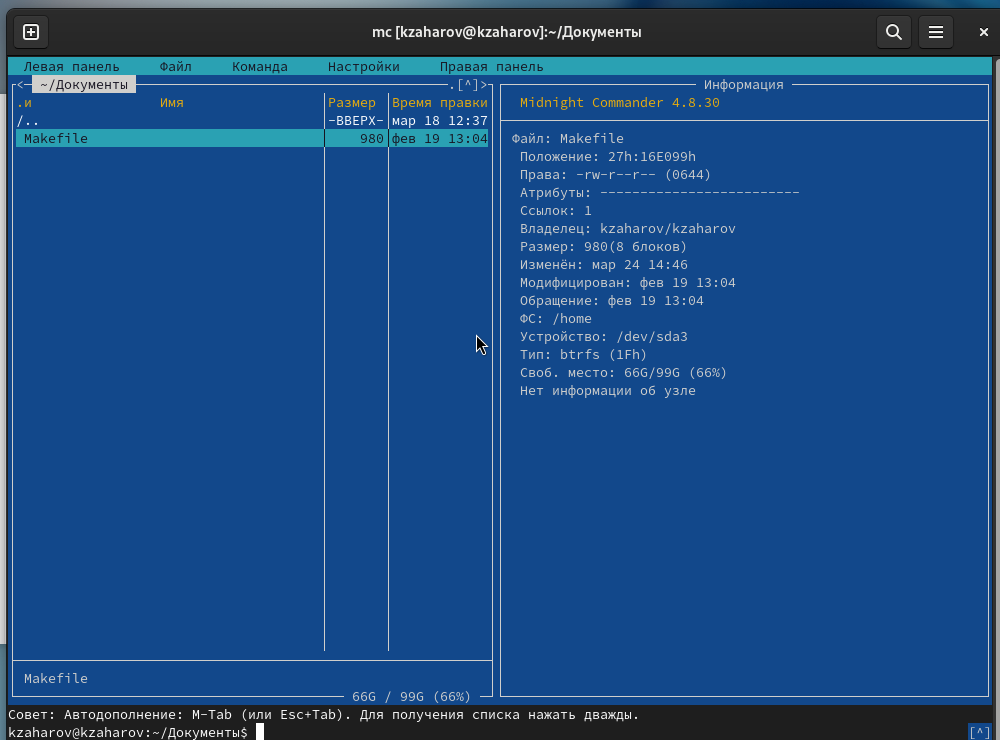 mc [kzaharov@kzaharov]:~/Документы
Левая панель Файл Команда Настройки Правая панель
<─ ~/Документы .[^]>
.и Имя Размер Время правки
/.. -ВВЕРХ- мар 18 12:37
Makefile 980 фев 19 13:04
Makefile
66G / 99G (66%)
Информация
Midnight Commander 4.8.30
Файл: Makefile
Положение: 27h:16E099h
Права: -rw-r--r-- (0644)
Атрибуты: -------------------------
Ссылок: 1
Владелец: kzaharov/kzaharov
Размер: 980(8 блоков)
Изменён: мар 24 14:46
Модифицирован: фев 19 13:04
Обращение: фев 19 13:04
ФС: /home
Устройство: /dev/sda3
Тип: btrfs (1Fh)
Своб. место: 66G/99G (66%)
Нет информации об узле
Совет: Автодополнение: M-Tab (или Esc+Tab). Для получения списка нажать дважды.
kzaharov@kzaharov:~/Документы$ [^]